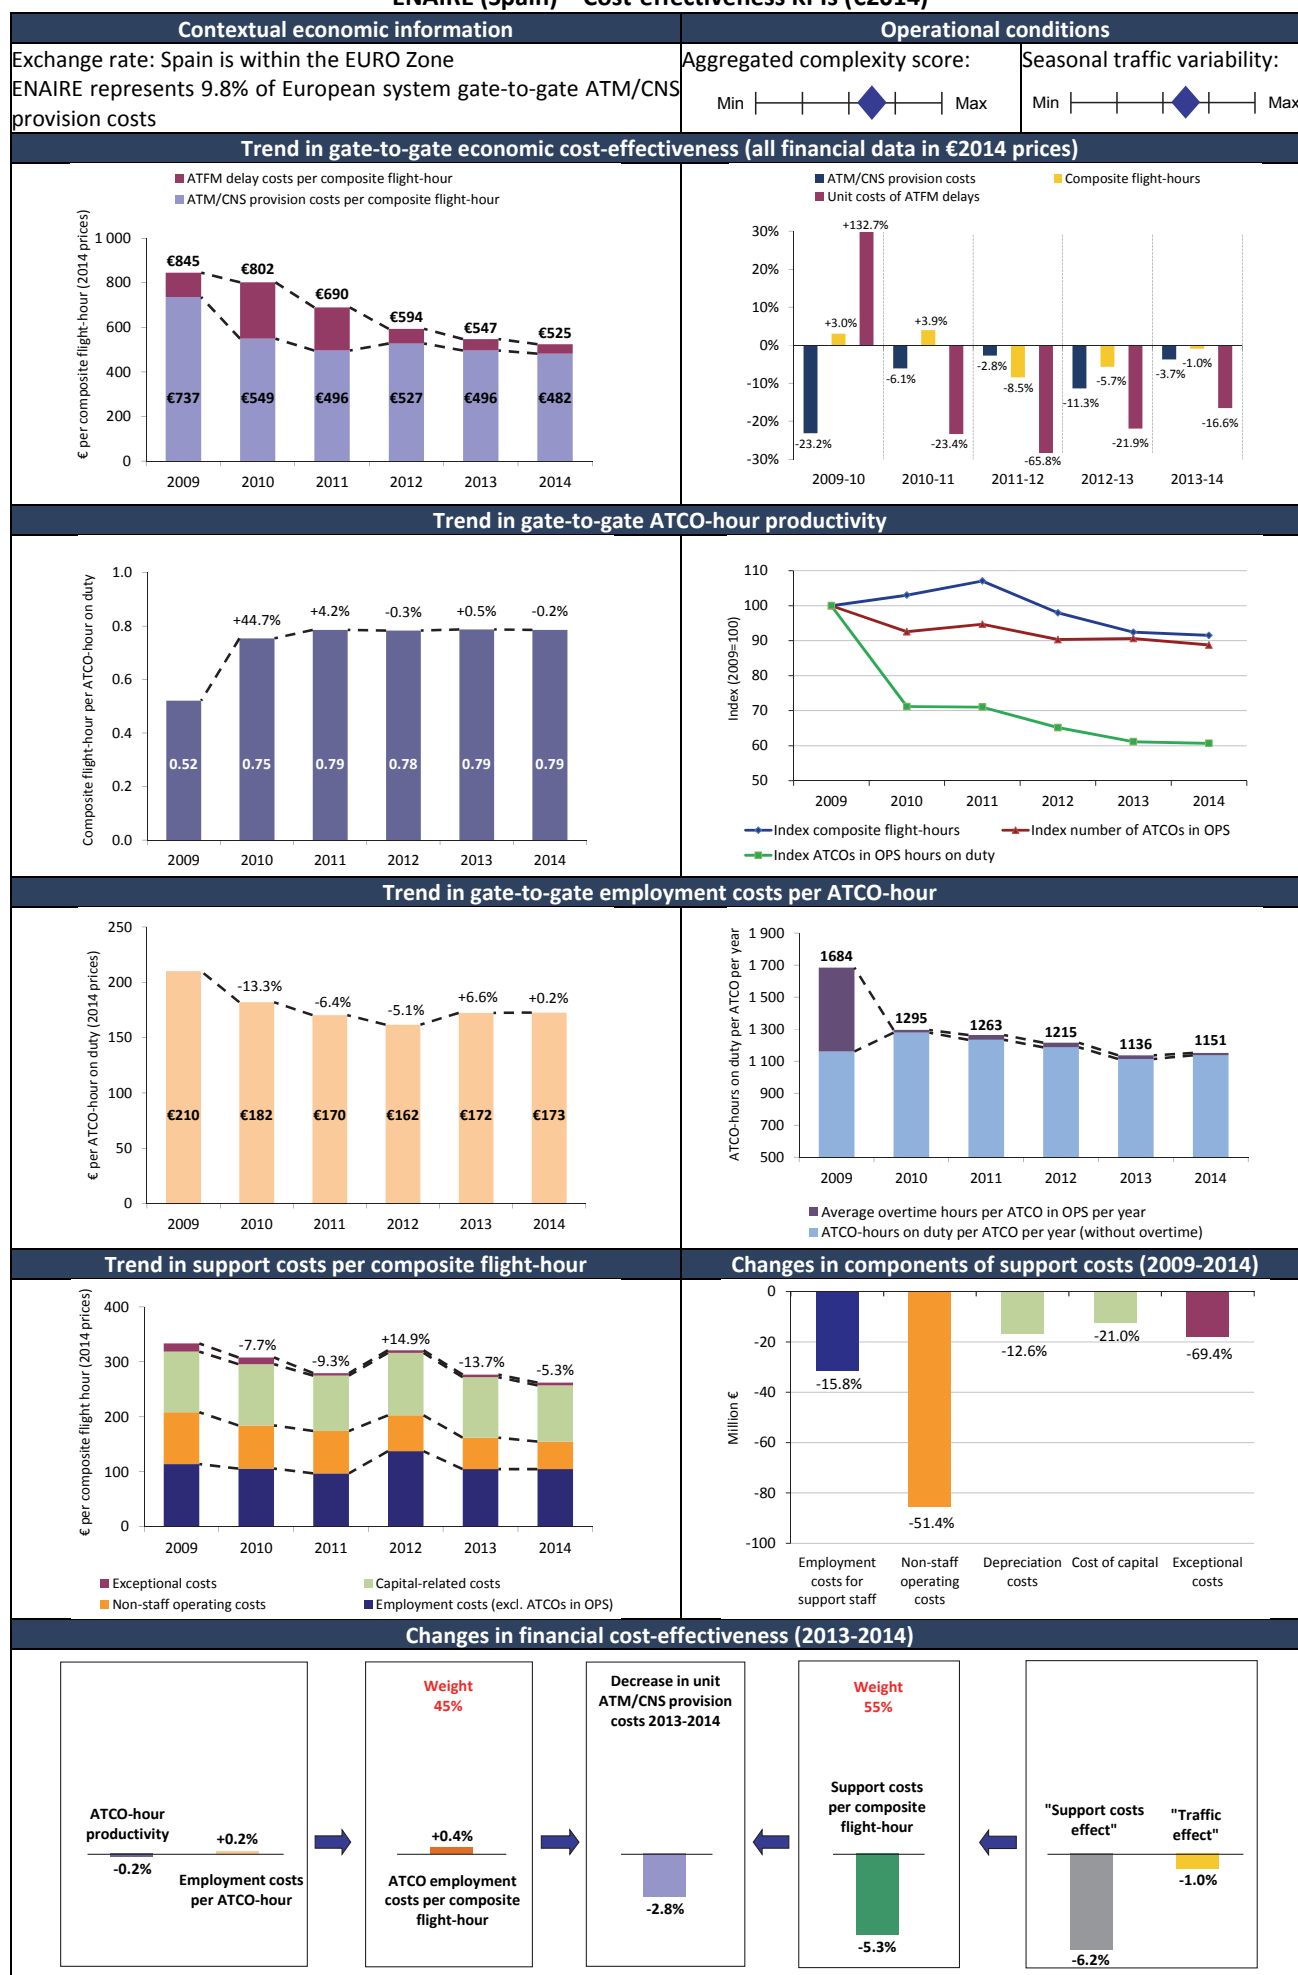 ENAIRE (Spain) – Cost-effectiveness KPIs (€2014)
Contextual economic information
Operational conditions
Exchange rate: Spain is within the EURO Zone
ENAIRE represents 9.8% of European system gate-to-gate ATM/CNS
provision costs
Aggregated complexity score:
Min Max
Seasonal traffic variability:
Min Max
Trend in gate-to-gate economic cost-effectiveness (all financial data in €2014 prices)
ATFM delay costs per composite flight-hour
ATM/CNS provision costs per composite flight-hour
€ per composite flight-hour (2014 prices)
1 000
800
600
400
200
0
€845 €802 €690 €594 €547 €525
€737 €549 €496 €527 €496 €482
2009 2010 2011 2012 2013 2014
ATM/CNS provision costs
Composite flight-hours
Unit costs of ATFM delays
30%
20%
10%
0%
-10%
-20%
-30%
-23.2% +3.0% +132.7%
-6.1% +3.9% -23.4%
-2.8% -8.5% -65.8%
-11.3% -5.7% -21.9%
-3.7% -1.0% -16.6%
2009-10 2010-11 2011-12 2012-13 2013-14
Trend in gate-to-gate ATCO-hour productivity
Composite flight-hour per ATCO-hour on duty
1.0
0.8
0.6
0.4
0.2
0.0
+44.7% +4.2% -0.3% +0.5% -0.2%
0.52 0.75 0.79 0.78 0.79 0.79
2009 2010 2011 2012 2013 2014
Index (2009=100)
110
100
90
80
70
60
50
2009 2010 2011 2012 2013 2014
Index composite flight-hours
Index number of ATCOs in OPS
Index ATCOs in OPS hours on duty
Trend in gate-to-gate employment costs per ATCO-hour
€ per ATCO-hour on duty (2014 prices)
250
200
150
100
50
0
-13.3% -6.4% -5.1% +6.6% +0.2%
€210 €182 €170 €162 €172 €173
2009 2010 2011 2012 2013 2014
ATCO-hours on duty per ATCO per year
1 900
1 700
1 500
1 300
1 100
900
700
500
1684 1295 1263 1215 1136 1151
2009 2010 2011 2012 2013 2014
Average overtime hours per ATCO in OPS per year
ATCO-hours on duty per ATCO per year (without overtime)
Trend in support costs per composite flight-hour
€ per composite flight hour (2014 prices)
400
300
200
100
0
-7.7% -9.3% +14.9% -13.7% -5.3%
2009 2010 2011 2012 2013 2014
Exceptional costs
Capital-related costs
Non-staff operating costs
Employment costs (excl. ATCOs in OPS)
Changes in components of support costs (2009-2014)
Million €
0
-20
-40
-60
-80
-100
-15.8% -51.4% -12.6% -21.0% -69.4%
Employment
costs for
support staff
Non-staff
operating
costs
Depreciation
costs
Cost of capital
Exceptional
costs
Changes in financial cost-effectiveness (2013-2014)
ATCO-hour
productivity
-0.2%
+0.2%
Employment costs
per ATCO-hour
Weight
45%
+0.4%
ATCO employment
costs per composite
flight-hour
Decrease in unit
ATM/CNS provision
costs 2013-2014
-2.8%
Weight
55%
Support costs
per composite
flight-hour
-5.3%
"Support costs
effect"
-6.2%
"Traffic
effect"
-1.0%